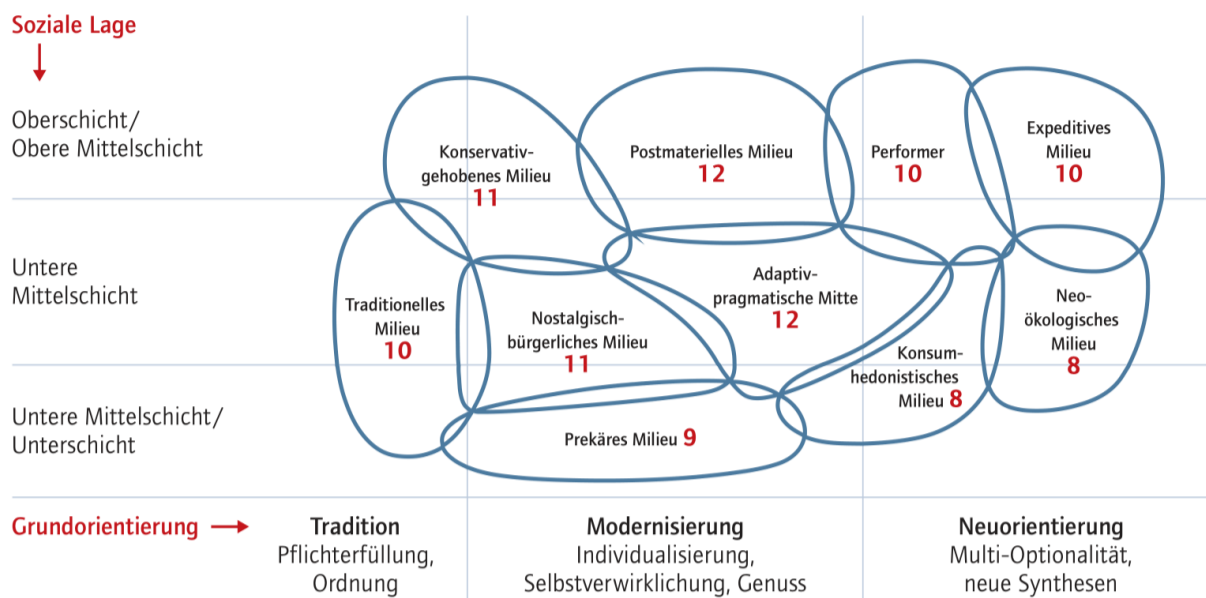 Soziale Lage
Oberschicht/
Obere Mittelschicht
Konservativ-
gehobenes Milieu
11
Postmaterielles Milieu
12
Performer
10
Expeditives
Milieu
10
Untere
Mittelschicht
Traditionelles
Milieu
10
Nostalgisch-
bürgerliches Milieu
11
Adaptiv-
pragmatische Mitte
12
Neo-
ökologisches
Milieu
8
Konsum-
hedonistisches
Milieu 8
Untere Mittelschicht/
Unterschicht
Prekäres Milieu 9
Grundorientierung
Tradition
Pflichterfüllung,
Ordnung
Modernisierung
Individualisierung,
Selbstverwirklichung, Genuss
Neuorientierung
Multi-Optionalität,
neue Synthesen